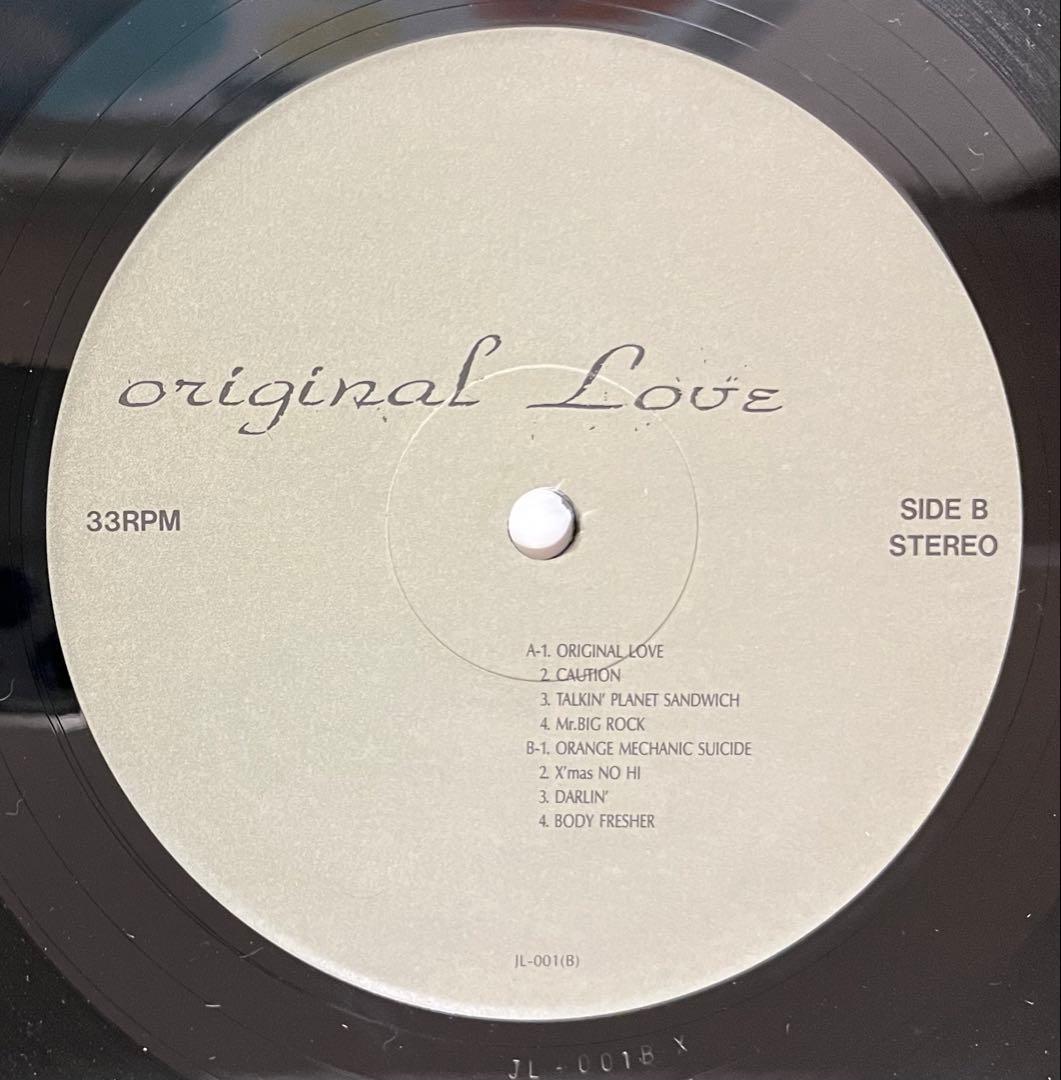 original Love
33RPM
SIDE B
STEREO
A-1. ORIGINAL LOVE
2. CAUTION
3. TALKIN' PLANET SANDWICH
4. Mr.BIG ROCK
B-1. ORANGE MECHANIC SUICIDE
2. X'mas NO HI
3. DARLIN'
4. BODY FRESHER
JL-001(B)
JL-001B X